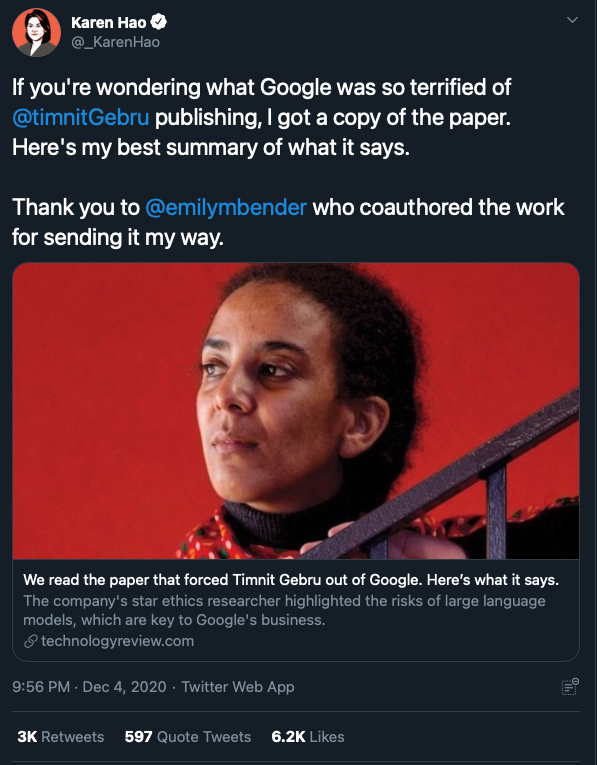 Karen Hao
@_KarenHao
If you're wondering what Google was so terrified of
@timnitGebru publishing, I got a copy of the paper.
Here's my best summary of what it says.
Thank you to @emilymbender who coauthored the work
for sending it my way.
We read the paper that forced Timnit Gebru out of Google. Here's what it says.
The company's star ethics researcher highlighted the risks of large language
models, which are key to Google's business.
technologyreview.com
9:56 PM · Dec 4, 2020 · Twitter Web App
3K Retweets 597 Quote Tweets 6.2K Likes